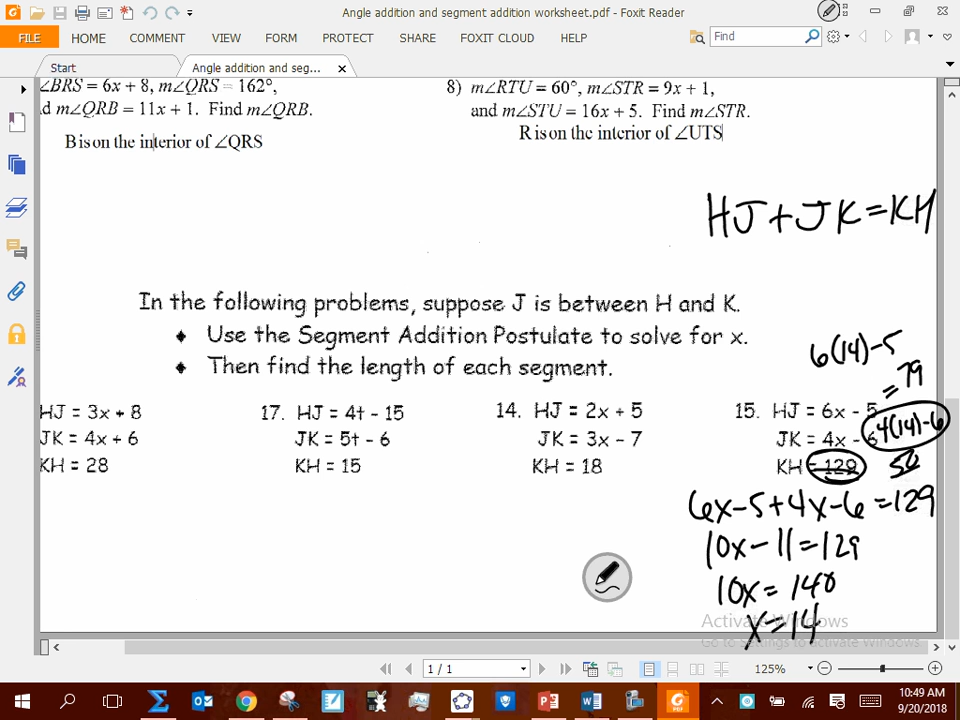 Angle addition and segment addition worksheet.pdf - Foxit Reader
FILE HOME COMMENT VIEW FORM PROTECT SHARE FOXIT CLOUD HELP
Find
Start
Angle addition and seg...
∠BRS = 6x + 8, m∠QRS = 162°,
d m∠QRB = 11x + 1. Find m∠QRB.
B is on the interior of ∠QRS
8) m∠RTU = 60°, m∠STR = 9x + 1,
and m∠STU = 16x + 5. Find m∠STR.
R is on the interior of ∠UTS
HJ + JK = KH
In the following problems, suppose J is between H and K.
♦ Use the Segment Addition Postulate to solve for x.
♦ Then find the length of each segment.
6(14) - 5
= 79
HJ = 3x + 8
JK = 4x + 6
KH = 28
17. HJ = 4t - 15
JK = 5t - 6
KH = 15
14. HJ = 2x + 5
JK = 3x - 7
KH = 18
15. HJ = 6x - 5
JK = 4x - 6
KH = 129
4(14) - 6
50
6x - 5 + 4x - 6 = 129
10x - 11 = 129
10x = 140
x = 14
Activate Windows
Go to Settings to activate Windows.
1 / 1
125%
10:49 AM
9/20/2018